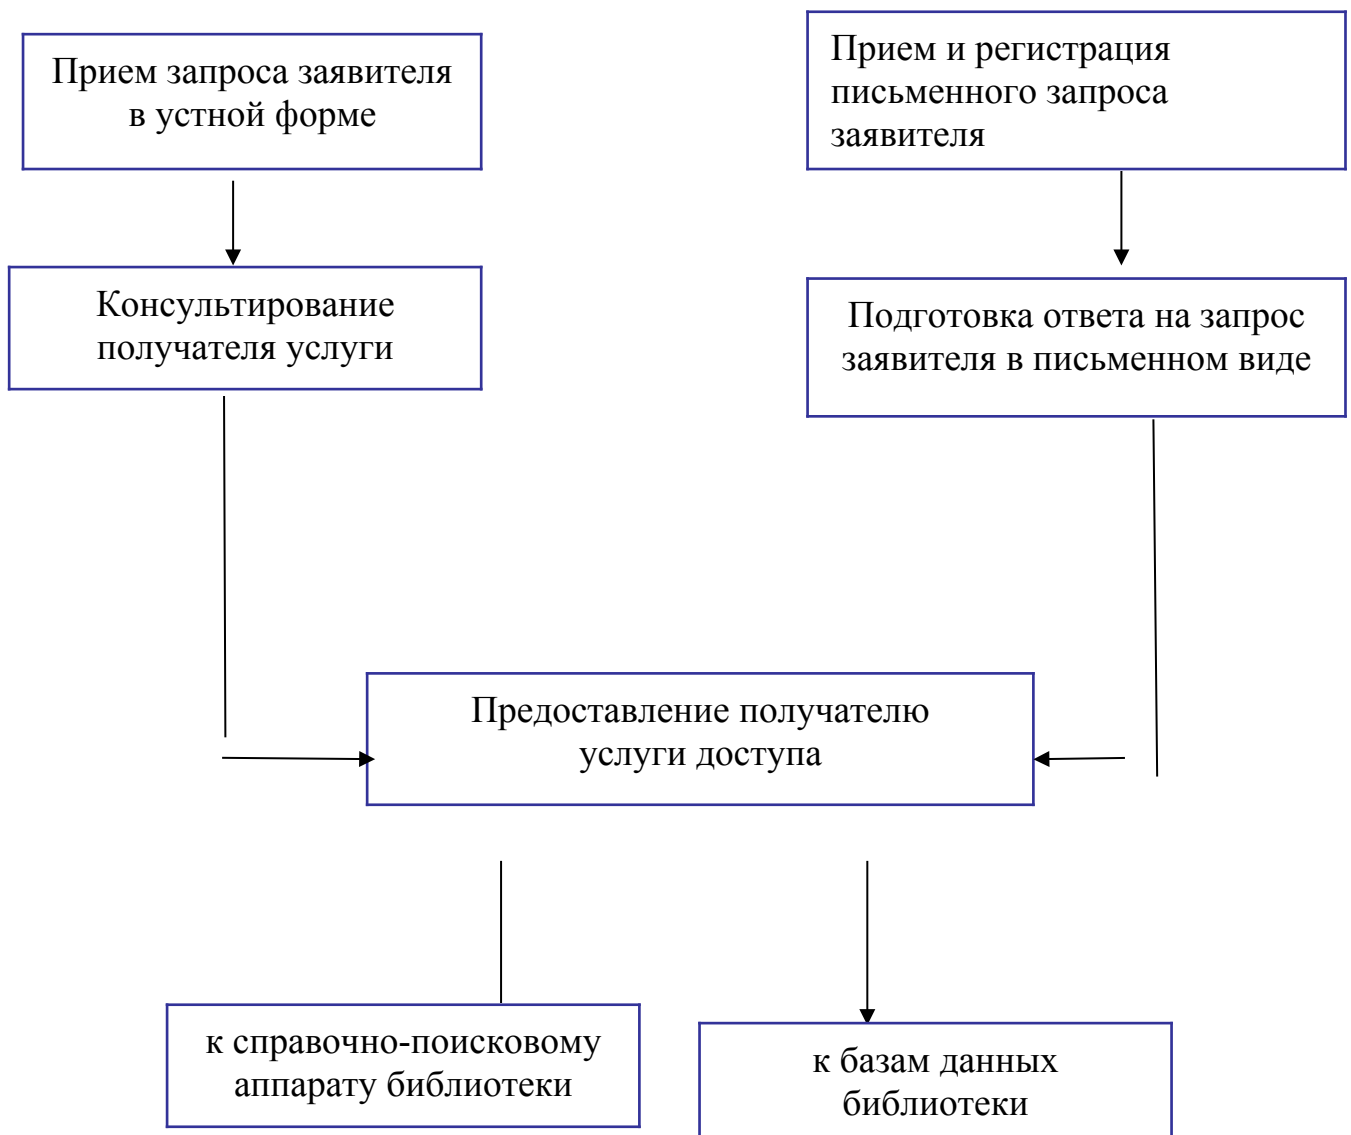 Прием запроса заявителя
в устной форме
Прием и регистрация
письменного запроса
заявителя
Консультирование
получателя услуги
Подготовка ответа на запрос
заявителя в письменном виде
Предоставление получателю
услуги доступа
к справочно-поисковому
аппарату библиотеки
к базам данных
библиотеки